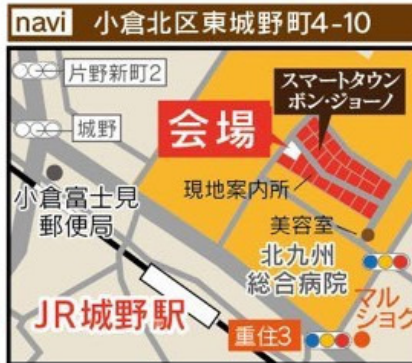 navi 小倉北区東城野町4-10
片野新町2
スマートタウン
ボン・ジョーノ
城野
会場
現地案内所
小倉富士見
郵便局
美容室
北九州
総合病院
マル
ショク
JR城野駅
重住3